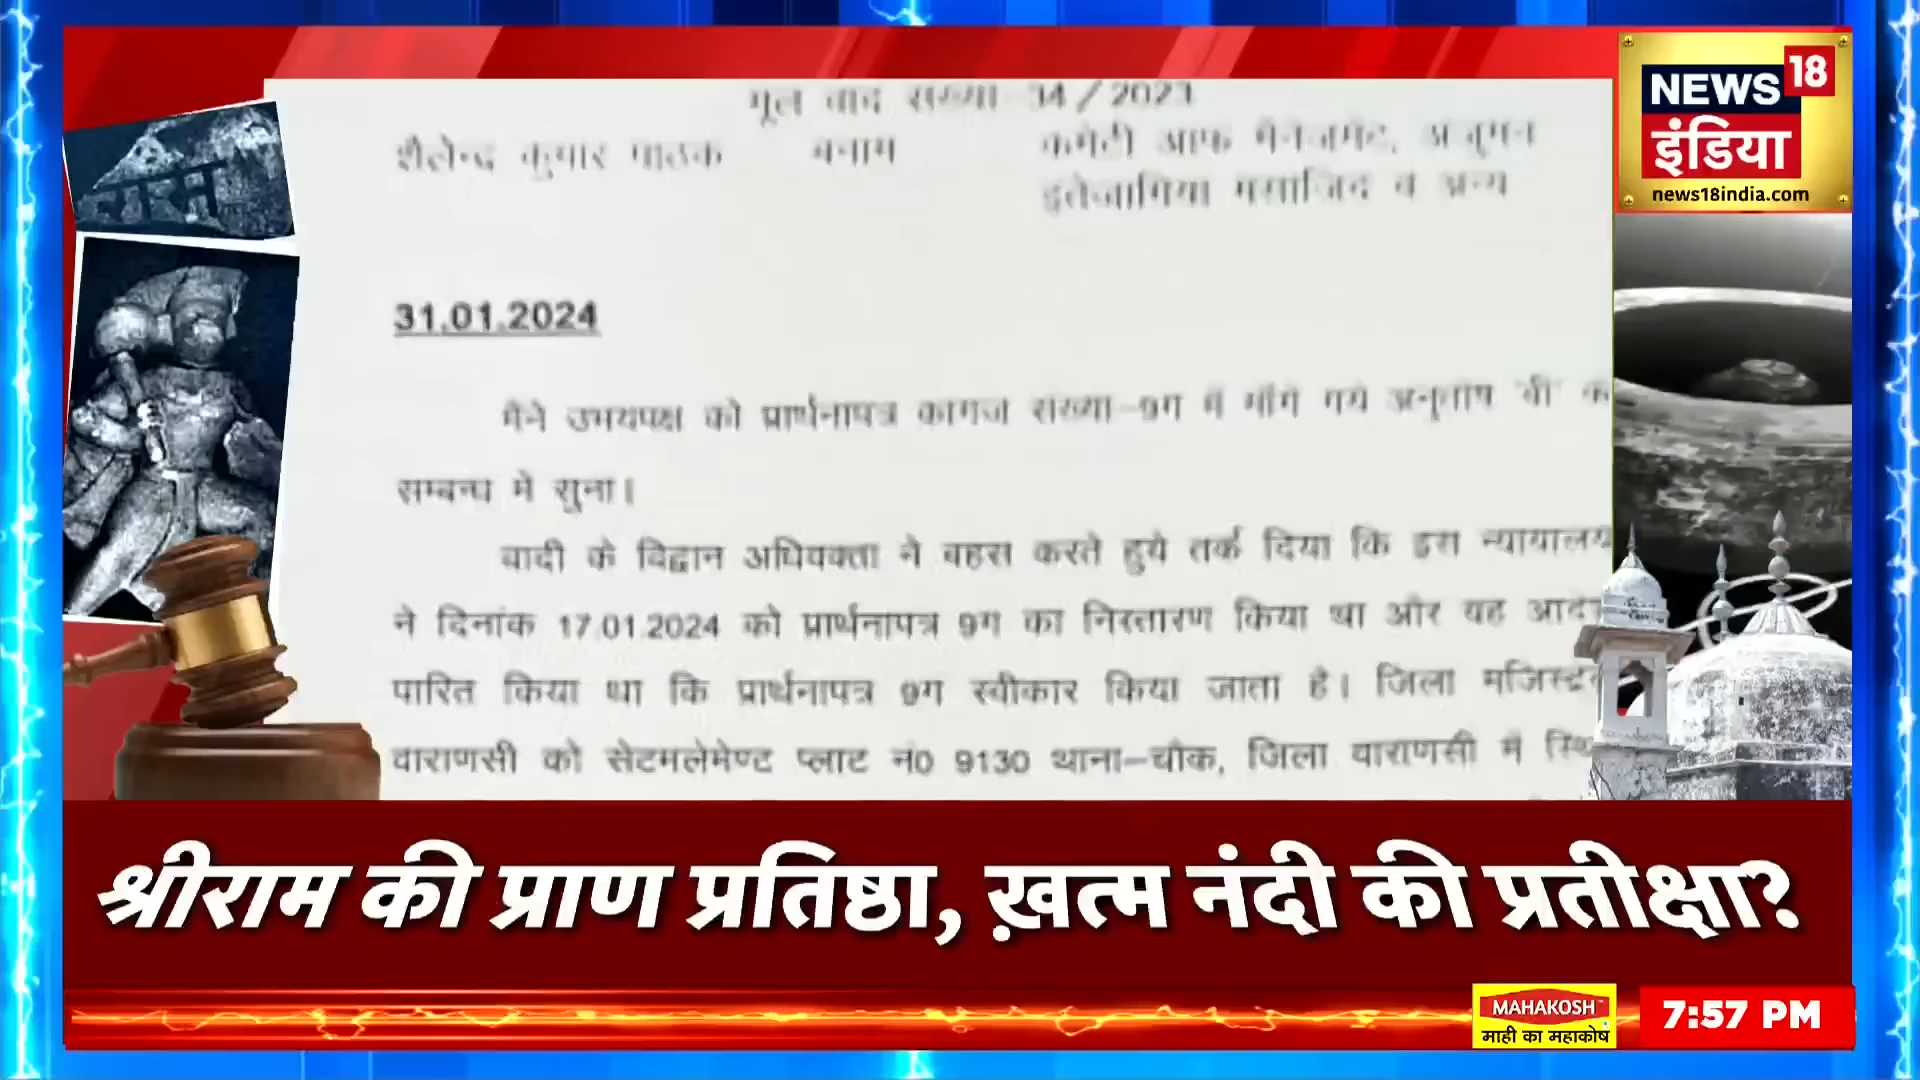 मूल वाद संख्या-34/2023
शैलेन्द्र कुमार पाठक बनाम कमेटी आफ मैनेजमेंट, अन्जुमन
इंतेजामिया मसाजिद व अन्य
31.01.2024
मैने उभयपक्ष को प्रार्थनापत्र कागज संख्या-9ग में माँगे गये अनुतोष 'बी' के
सम्बन्ध में सुना।
वादी के विद्वान अधिवक्ता ने बहस करते हुये तर्क दिया कि इस न्यायालय
ने दिनांक 17.01.2024 को प्रार्थनापत्र 9ग का निस्तारण किया था और यह
पारित किया था कि प्रार्थनापत्र 9ग स्वीकार किया जाता है। जिला
वाराणसी को सेटमलेमेण्ट प्लाट नं0 9130 थाना-चौक, जिला वाराणसी में
NEWS 18
इंडिया
news18india.com
श्रीराम की प्राण प्रतिष्ठा, ख़त्म नंदी की प्रतीक्षा?
MAHAKOSH
माही का महाकोष
7:57 PM